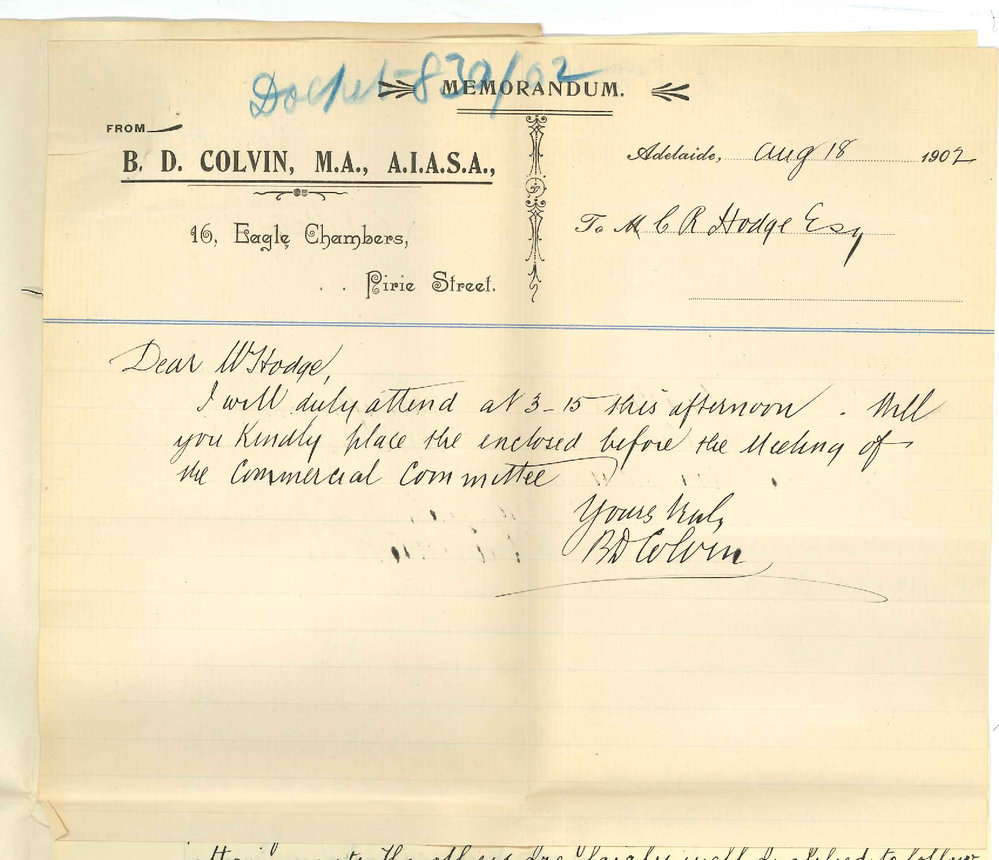 Docket 830/02
MEMORANDUM.
FROM
B. D. COLVIN, M.A., A.I.A.S.A.,
16, Eagle Chambers,
Pirie Street.
Adelaide, Aug 18 1902
To M C R Hodge Esq
Dear Mr Hodge,
I will duly attend at 3-15 this afternoon. Will
you kindly place the enclosed before the Meeting of
the Commercial Committee
Yours truly
BD Colvin